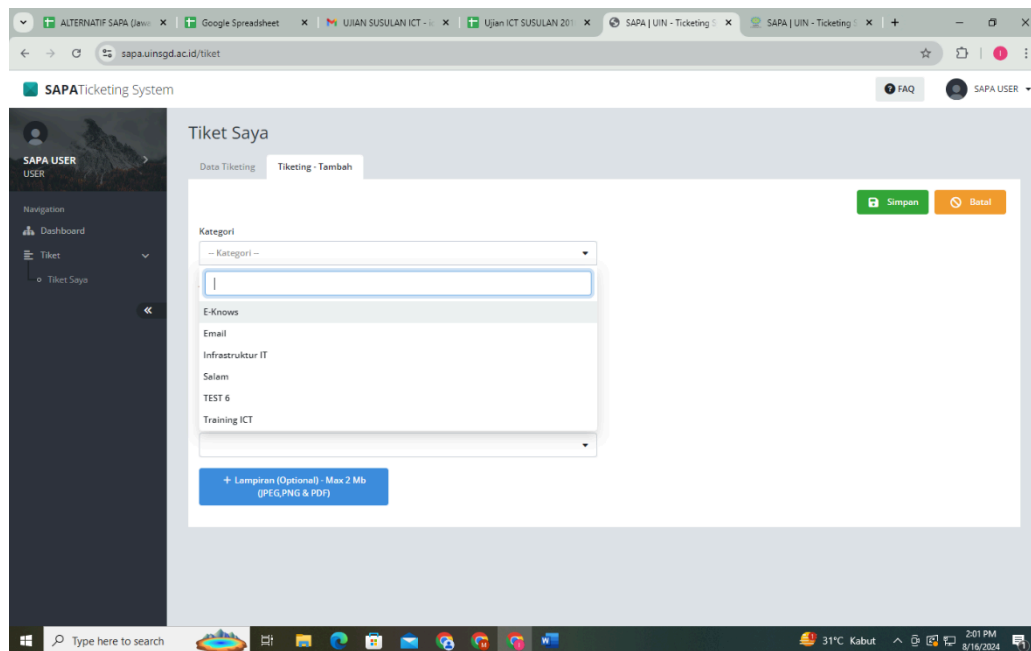 ALTERNATIF SAPA (Jawa
Google Spreadsheet
UJIAN SUSULAN ICT - i
Ujian ICT SUSULAN 201
SAPA | UIN - Ticketing S
SAPA | UIN - Ticketing S
sapa.uinsgd.ac.id/tiket
SAPATicketing System
FAQ
SAPA USER
SAPA USER
USER
Navigation
Dashboard
Tiket
Tiket Saya
Tiket Saya
Data Tiketing
Tiketing - Tambah
Simpan
Batal
Kategori
-- Kategori --
E-Knows
Email
Infrastruktur IT
Salam
TEST 6
Training ICT
+ Lampiran (Optional) - Max 2 Mb
(JPEG,PNG & PDF)
Type here to search
31°C Kabut
2:01 PM
8/16/2024